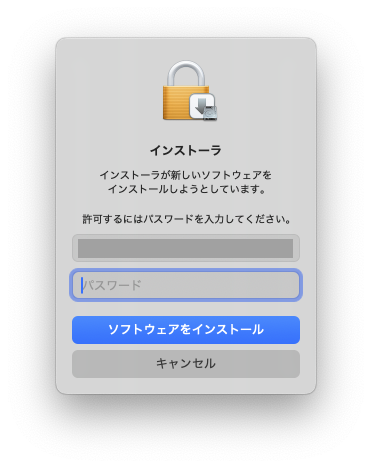 インストーラ
インストーラが新しいソフトウェアを
インストールしようとしています。
許可するにはパスワードを入力してください。
パスワード
ソフトウェアをインストール
キャンセル